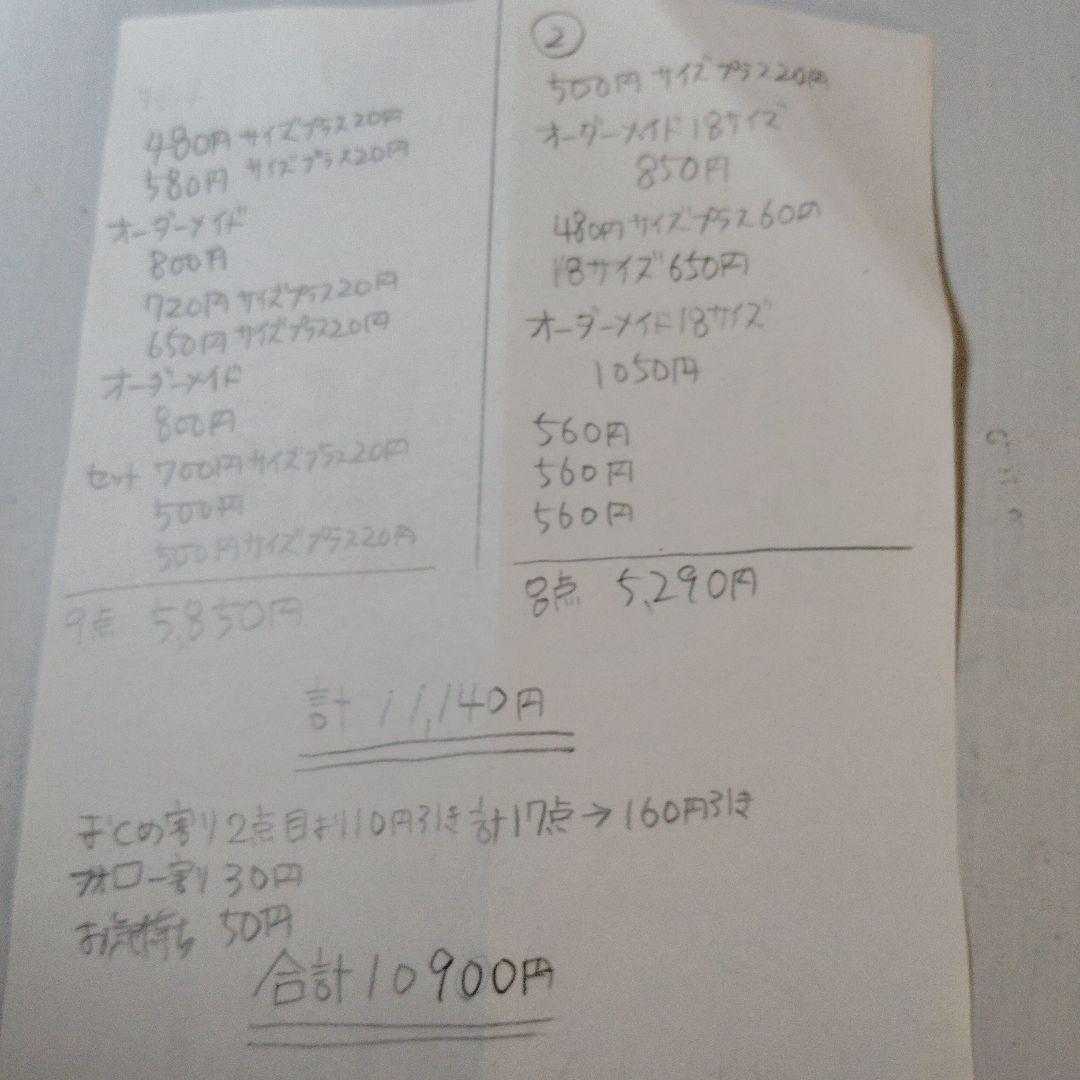 480円サイズプラス20円
580円 サイズプラス20円
オーダーメイド
800円
720円サイズプラス20円
650円サイズプラス20円
オーダーメイド
800円
セット 700円サイズプラス20円
500円
500円サイズプラス20円
9点 5,850円
②
500円サイズプラス20円
オーダーメイド18サイズ
850円
480円サイズプラス60円
18サイズ650円
オーダーメイド18サイズ
1050円
560円
560円
560円
8点 5,290円
計 11,140円
まとめ割り2点目より10円引き計17点→160円引き
フォロー割り30円
お気持ち 50円
合計10900円